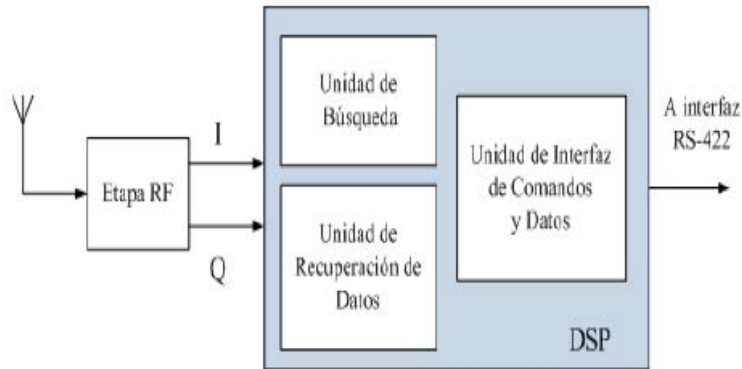 Etapa RF
I
Q
Unidad de
Búsqueda
Unidad de
Recuperación de
Datos
Unidad de Interfaz
de Comandos
y Datos
DSP
A interfaz
RS-422